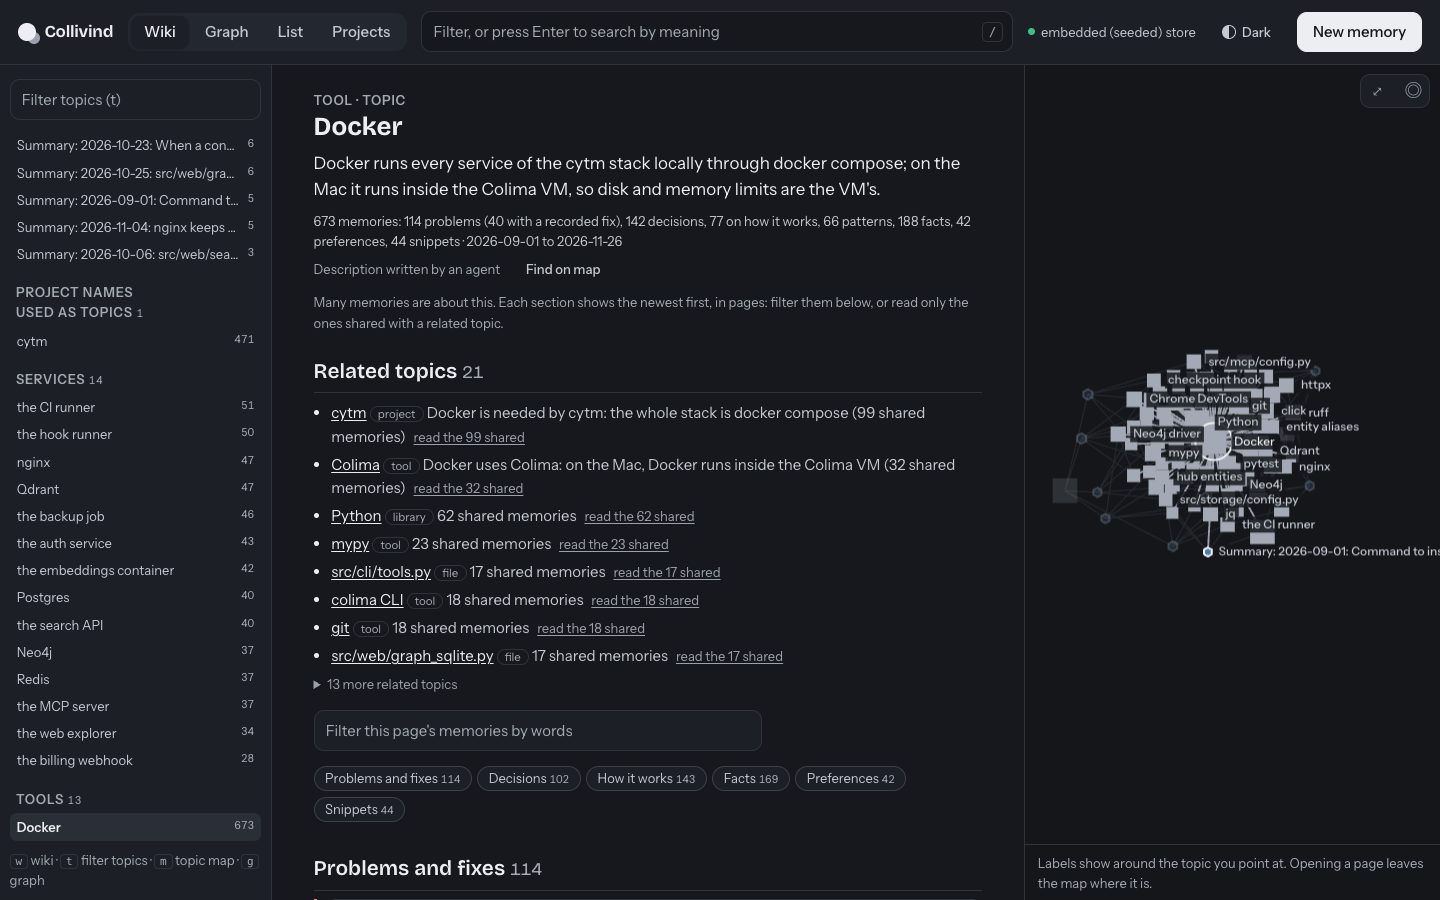 Collivind
Wiki
Graph
List
Projects
Filter, or press Enter to search by meaning
/
embedded (seeded) store
Dark
New memory
Filter topics (t)
Summary: 2026-10-23: When a con... 6
Summary: 2026-10-25: src/web/gra... 6
Summary: 2026-09-01: Command t... 5
Summary: 2026-11-04: nginx keeps ... 5
Summary: 2026-10-06: src/web/sea... 3
PROJECT NAMES
USED AS TOPICS 1
cytm 471
SERVICES 14
the CI runner 51
the hook runner 50
nginx 47
Qdrant 47
the backup job 46
the auth service 43
the embeddings container 42
Postgres 40
the search API 40
Neo4j 37
Redis 37
the MCP server 37
the web explorer 34
the billing webhook 28
TOOLS 13
Docker 673
w wiki · t filter topics · m topic map · g
graph
TOOL · TOPIC
Docker
Docker runs every service of the cytm stack locally through docker compose; on the
Mac it runs inside the Colima VM, so disk and memory limits are the VM's.
673 memories: 114 problems (40 with a recorded fix), 142 decisions, 77 on how it works, 66 patterns, 188 facts, 42
preferences, 44 snippets · 2026-09-01 to 2026-11-26
Description written by an agent
Find on map
Many memories are about this. Each section shows the newest first, in pages: filter them below, or read only the
ones shared with a related topic.
Related topics 21
cytm project Docker is needed by cytm: the whole stack is docker compose (99 shared
memories) read the 99 shared
Colima tool Docker uses Colima: on the Mac, Docker runs inside the Colima VM (32 shared
memories) read the 32 shared
Python library 62 shared memories read the 62 shared
mypy tool 23 shared memories read the 23 shared
src/cli/tools.py file 17 shared memories read the 17 shared
colima CLI tool 18 shared memories read the 18 shared
git tool 18 shared memories read the 18 shared
src/web/graph_sqlite.py file 17 shared memories read the 17 shared
13 more related topics
Filter this page's memories by words
Problems and fixes 114
Decisions 102
How it works 143
Facts 169
Preferences 42
Snippets 44
Problems and fixes 114
src/mcp/config.py
checkpoint hook
httpx
Chrome DevTools
git
click
ruff
Python
entity aliases
Neo4j driver
Docker
mypy
Qdrant
pytest
nginx
hub entities
Neo4j
src/storage/config.py
jq
the CI runner
Summary: 2026-09-01: Command to ins
Labels show around the topic you point at. Opening a page leaves
the map where it is.